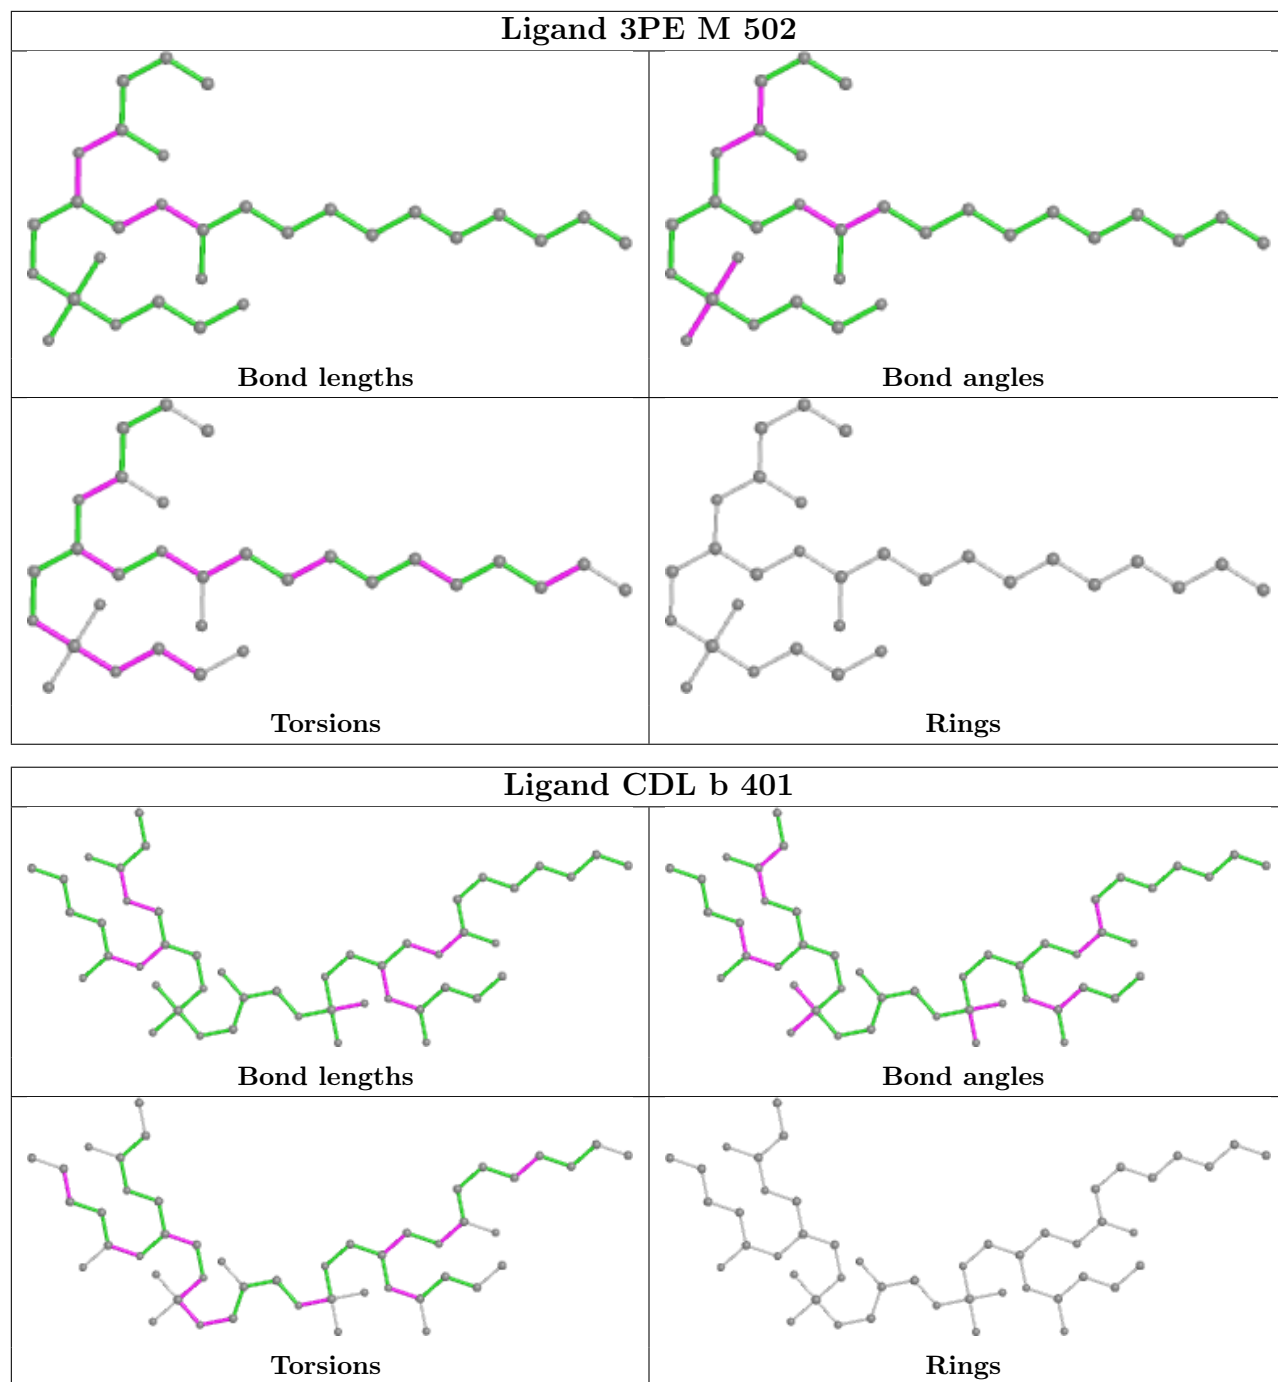 Ligand 3PE M 502
Bond lengths
Bond angles
Torsions
Rings
Ligand CDL b 401
Bond lengths
Bond angles
Torsions
Rings